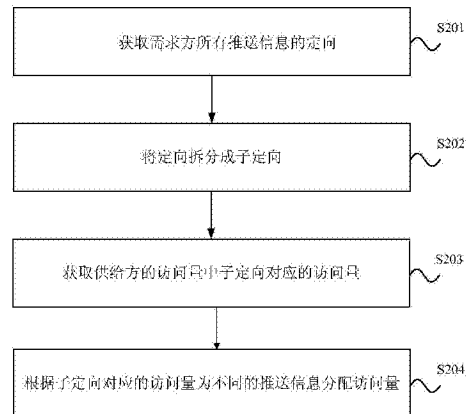 获取需求方所有推送信息的定向
S201
将定向拆分成子定向
S202
获取供给方的访问量中子定向对应的访问量
S203
根据子定向对应的访问量为不同的推送信息分配访问量
S204